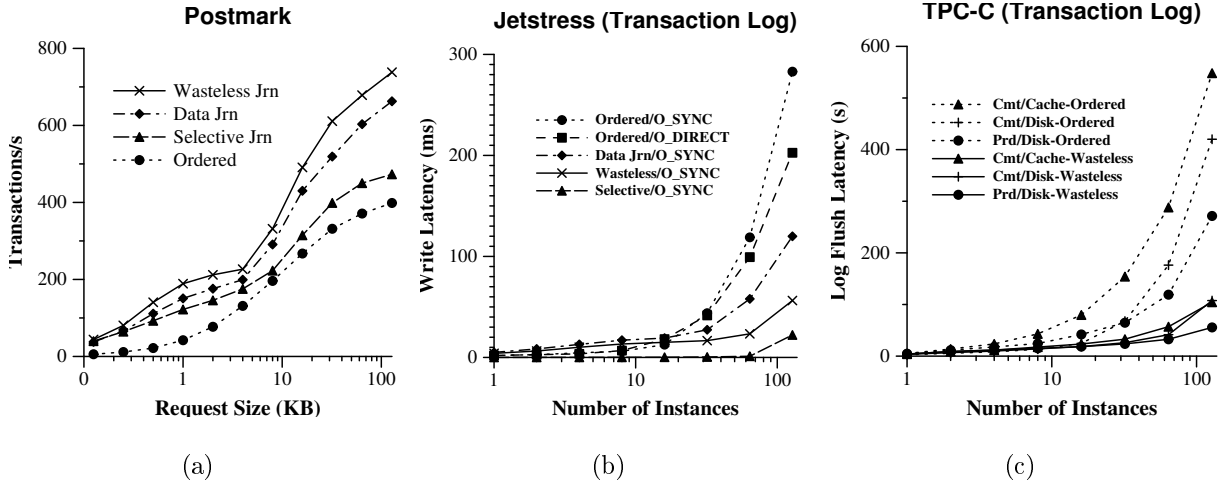 Postmark
800
600
400
200
0
Transactions/s
Wasteless Jrn
Data Jrn
Selective Jrn
Ordered
0
1
10
100
Request Size (KB)
(a)
Jetstress (Transaction Log)
300
200
100
0
Write Latency (ms)
Ordered/O_SYNC
Ordered/O_DIRECT
Data Jrn/O_SYNC
Wasteless/O_SYNC
Selective/O_SYNC
1
10
100
Number of Instances
(b)
TPC-C (Transaction Log)
600
400
200
0
Log Flush Latency (s)
Cmt/Cache-Ordered
Cmt/Disk-Ordered
Prd/Disk-Ordered
Cmt/Cache-Wasteless
Cmt/Disk-Wasteless
Prd/Disk-Wasteless
1
10
100
Number of Instances
(c)